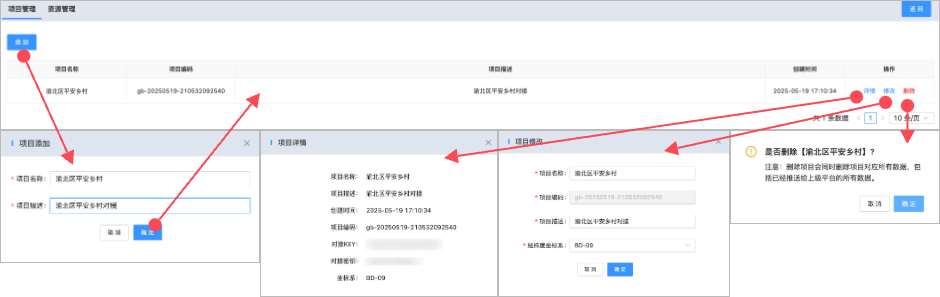 项目管理 资源管理 返回
添加
项目名称 项目编码 项目描述 创建时间 操作
渝北区平安乡村 gb-20250519-210532092540 渝北区平安乡村对接 2025-05-19 17:10:34 详情 修改 删除
共 1 条数据 < 1 > 10 条/页
项目添加
* 项目名称: 渝北区平安乡村
* 项目描述: 渝北区平安乡村对接
取消 确定
项目详情
项目名称: 渝北区平安乡村
项目描述: 渝北区平安乡村对接
创建时间: 2025-05-19 17:10:34
项目编码: gb-20250519-210532092540
对接KEY:
对接密钥:
坐标系: BD-09
项目修改
* 项目名称: 渝北区平安乡村
* 项目编码: gb-20250519-210532092540
* 项目描述: 渝北区平安乡村对接
* 经纬度坐标系: BD-09
取消 确定
是否删除【渝北区平安乡村】?
注意:删除项目会同时删除项目对应所有数据,包
括已经推送给上级平台的所有数据。
取消 确定